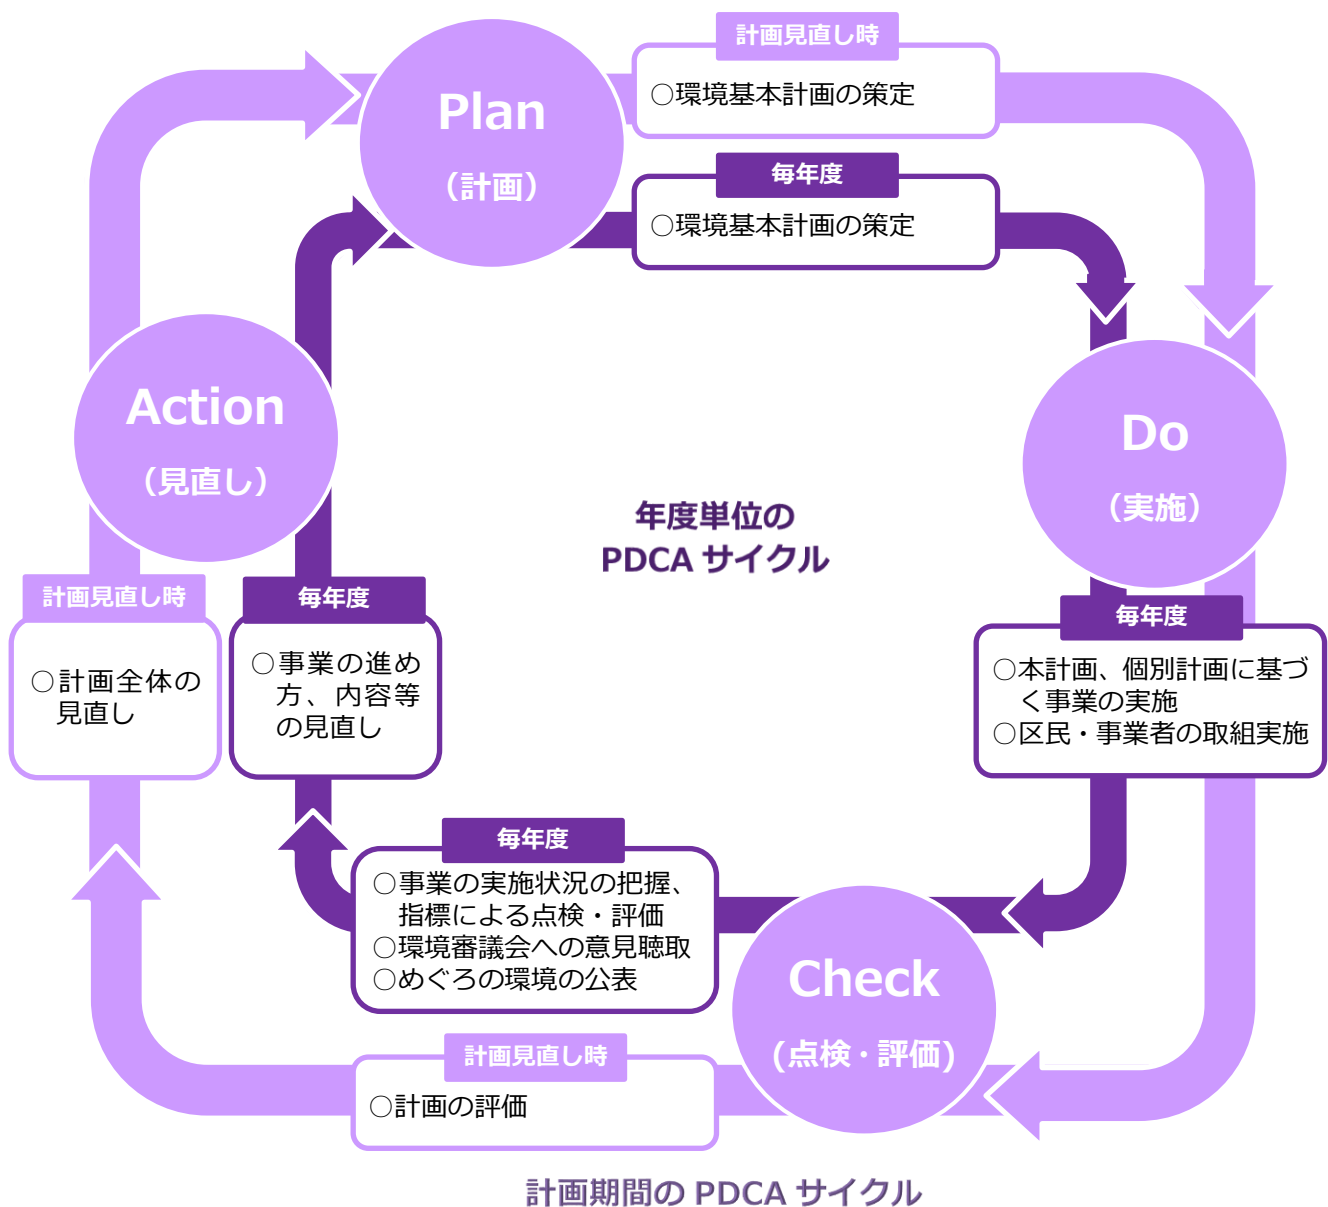 計画見直し時
○環境基本計画の策定
Plan
（計画）
毎年度
○環境基本計画の策定
Action
（見直し）
Do
（実施）
年度単位の
PDCA サイクル
計画見直し時
○計画全体の
見直し
毎年度
○事業の進め
方、内容等
の見直し
毎年度
○本計画、個別計画に基づ
く事業の実施
○区民・事業者の取組実施
毎年度
○事業の実施状況の把握、
指標による点検・評価
○環境審議会への意見聴取
○めぐろの環境の公表
Check
(点検・評価)
計画見直し時
○計画の評価
計画期間の PDCA サイクル